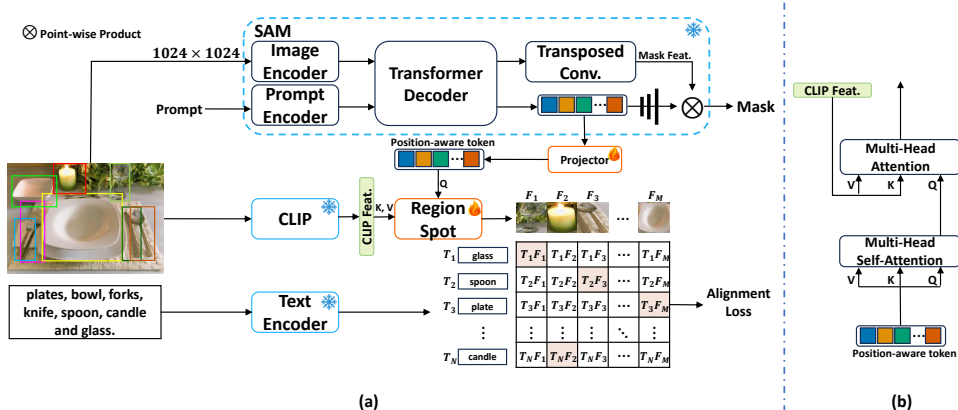 ⊗ Point-wise Product
SAM
1024 × 1024
Image
Encoder
Transformer
Decoder
Transposed
Conv.
Mask Feat.
Prompt
Prompt
Encoder
Mask
Position-aware token
Projector
Q
CLIP
CLIP Feat.
K, V
Region
Spot
F1 F2 F3 ··· FM
plates, bowl, forks,
knife, spoon, candle
and glass.
Text
Encoder
T1 glass T1F1 T1F2 T1F3 ··· T1FM
T2 spoon T2F1 T2F2 T2F3 ··· T2FM
T3 plate T3F1 T3F2 T3F3 ··· T3FM
⋮ ⋮ ⋮ ⋮ ⋱ ⋮
TN candle TNF1 TNF2 TNF3 ··· TNFM
Alignment
Loss
(a)
CLIP Feat.
Multi-Head
Attention
V K Q
Multi-Head
Self-Attention
V K Q
Position-aware token
(b)